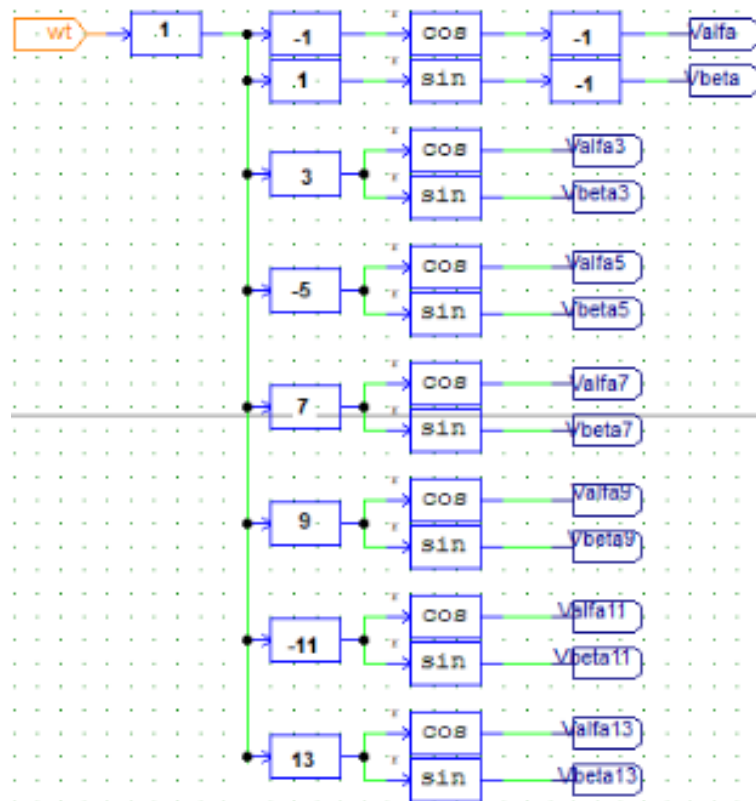 wt .1 -1 cos -1 Valfa
.1 sin -1 Vbeta
3 cos Valfa3
sin Vbeta3
-5 cos Valfa5
sin Vbeta5
7 cos Valfa7
sin Vbeta7
9 cos Valfa9
sin Vbeta9
-11 cos Valfa11
sin Vbeta11
13 cos Valfa13
sin Vbeta13